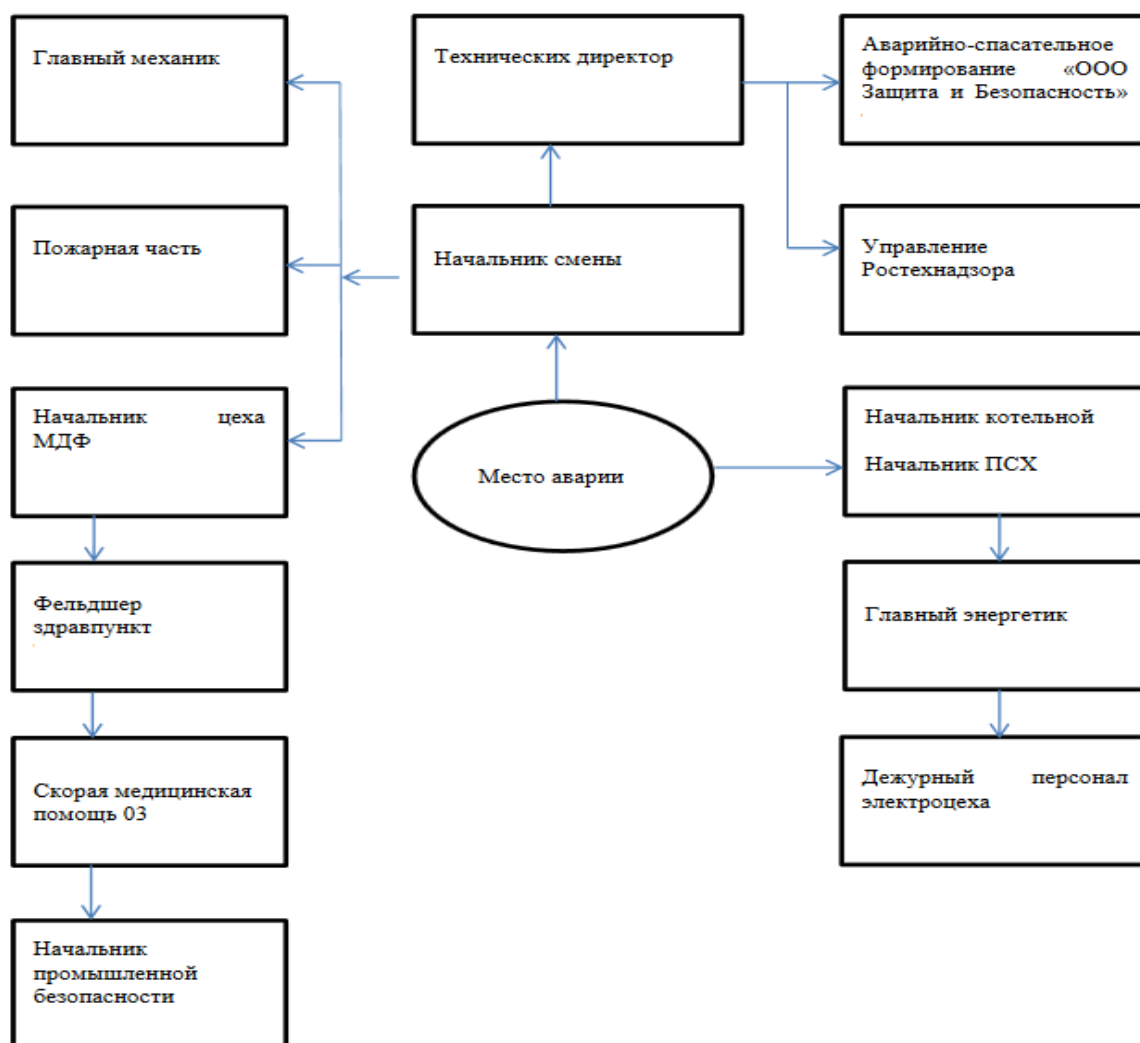 Главный механик
Технических директор
Аварийно-спасательное
формирование «ООО
Защита и Безопасность»
Пожарная часть
Начальник смены
Управление
Ростехнадзора
Начальник цеха
МДФ
Место аварии
Начальник котельной
Начальник ПСХ
Фельдшер
здравпункт
Главный энергетик
Скорая медицинская
помощь 03
Дежурный персонал
электроцеха
Начальник
промышленной
безопасности